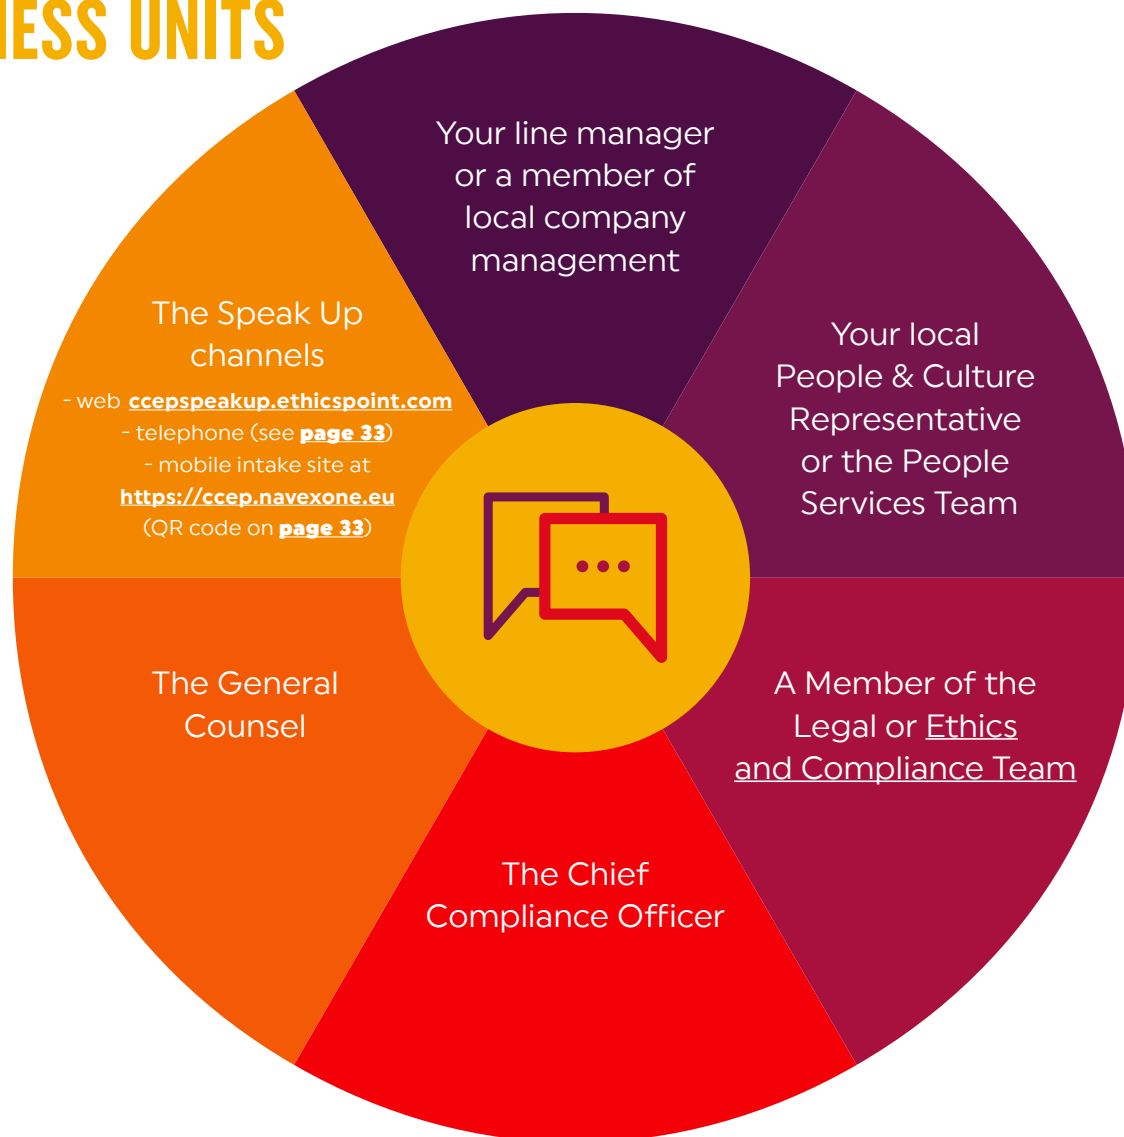 NESS UNITS
Your line manager
or a member of
local company
management
Your local
People & Culture
Representative
or the People
Services Team
A Member of the
Legal or Ethics
and Compliance Team
The Chief
Compliance Officer
The General
Counsel
The Speak Up
channels
- web ccepspeakup.ethicspoint.com
- telephone (see page 33)
- mobile intake site at
https://ccep.navexone.eu
(QR code on page 33)